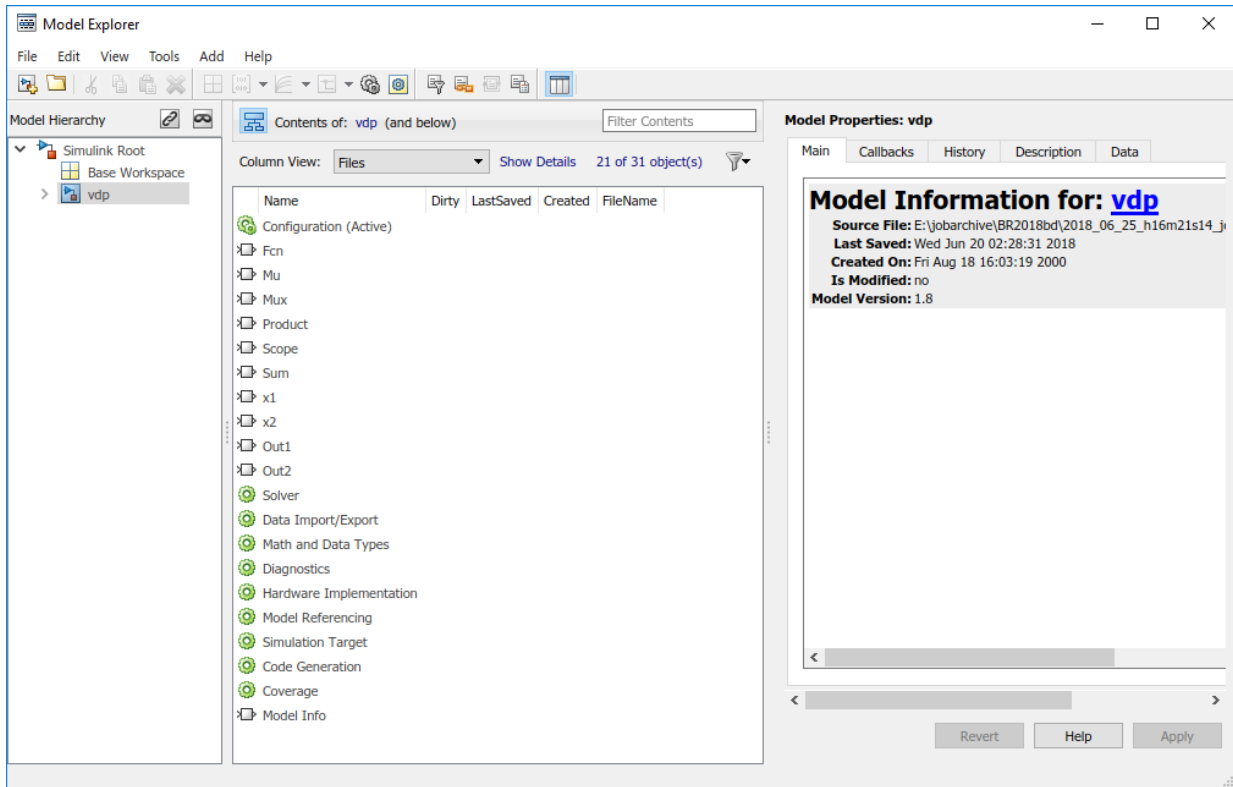 Model Explorer
File Edit View Tools Add Help
Model Hierarchy
Simulink Root
Base Workspace
vdp
Contents of: vdp (and below)
Filter Contents
Column View: Files Show Details 21 of 31 object(s)
Name Dirty LastSaved Created FileName
Configuration (Active)
Fcn
Mu
Mux
Product
Scope
Sum
x1
x2
Out1
Out2
Solver
Data Import/Export
Math and Data Types
Diagnostics
Hardware Implementation
Model Referencing
Simulation Target
Code Generation
Coverage
Model Info
Model Properties: vdp
Main Callbacks History Description Data
Model Information for: vdp
Source File: E:\jobarchive\BR2018bd\2018_06_25_h16m21s14_j
Last Saved: Wed Jun 20 02:28:31 2018
Created On: Fri Aug 18 16:03:19 2000
Is Modified: no
Model Version: 1.8
Revert Help Apply